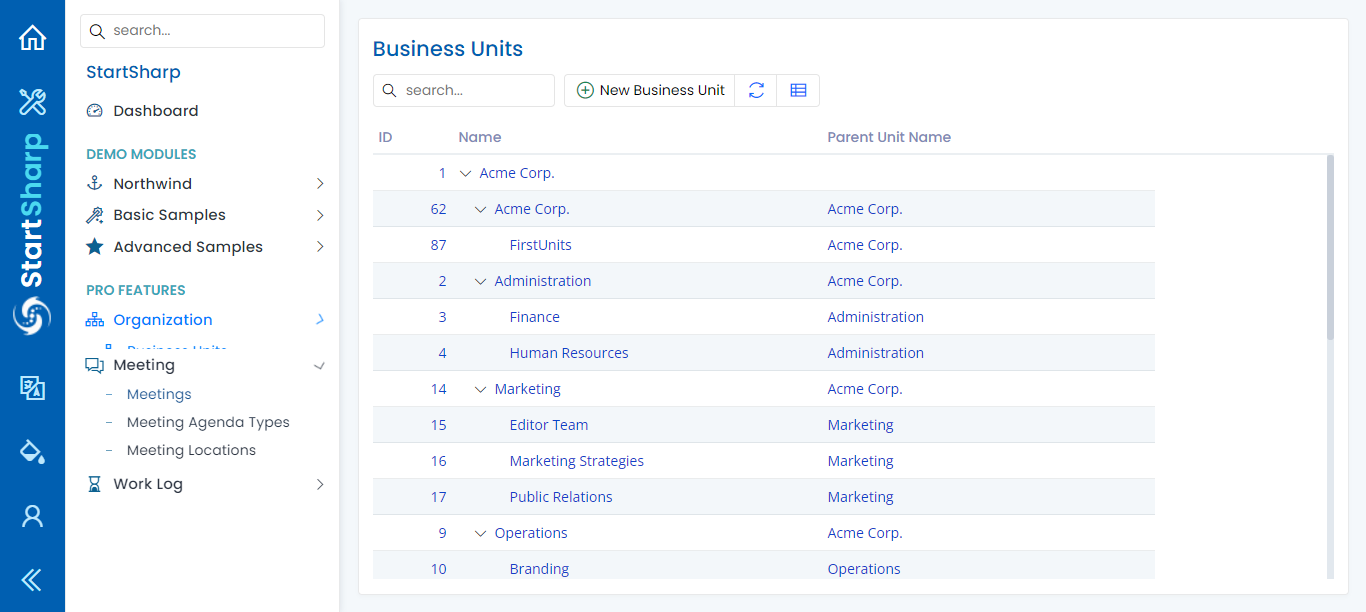 StartSharp
search...
StartSharp
Dashboard
DEMO MODULES
Northwind
Basic Samples
Advanced Samples
PRO FEATURES
Organization
Business Units
Meeting
Meetings
Meeting Agenda Types
Meeting Locations
Work Log
Business Units
search...
New Business Unit
ID Name Parent Unit Name
1 Acme Corp.
62 Acme Corp. Acme Corp.
87 FirstUnits Acme Corp.
2 Administration Acme Corp.
3 Finance Administration
4 Human Resources Administration
14 Marketing Acme Corp.
15 Editor Team Marketing
16 Marketing Strategies Marketing
17 Public Relations Marketing
9 Operations Acme Corp.
10 Branding Operations